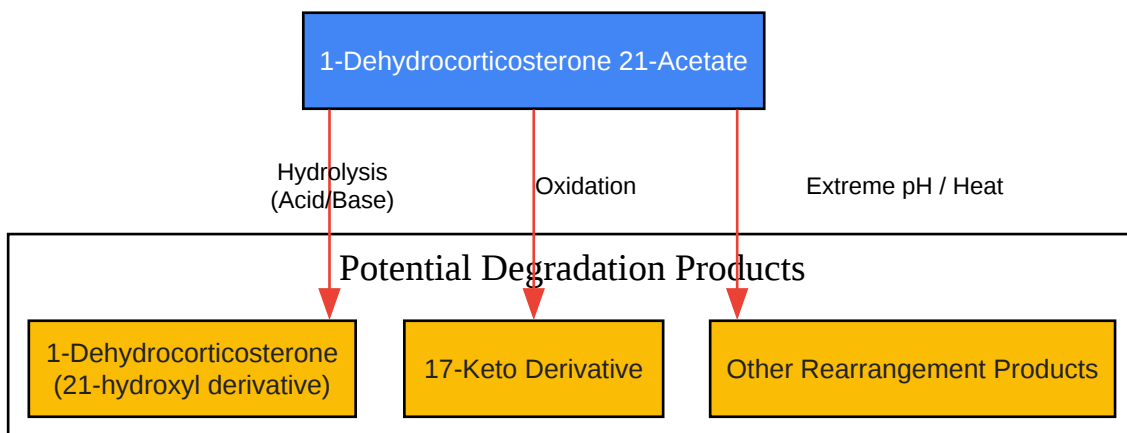 1-Dehydrocorticosterone 21-Acetate
Hydrolysis
(Acid/Base)
Oxidation
Extreme pH / Heat
Potential Degradation Products
1-Dehydrocorticosterone
(21-hydroxyl derivative)
17-Keto Derivative
Other Rearrangement Products